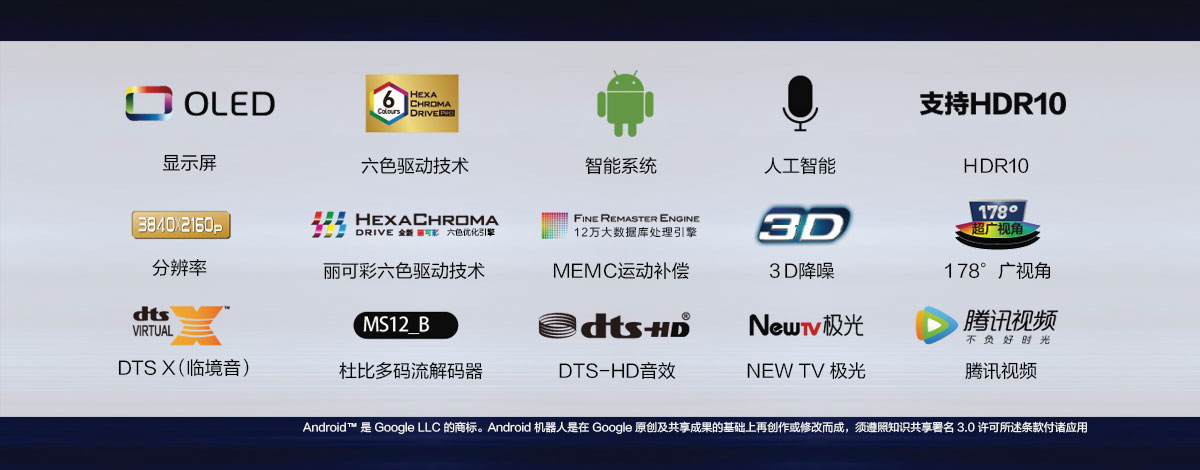 OLED
6 Colours HEXA CHROMA DRIVE PRO
支持HDR10
显示屏
六色驱动技术
智能系统
人工智能
HDR10
3840X2160p
HEXACHROMA
DRIVE 全新 丽可彩 六色优化引擎
FINE REMASTER ENGINE
12万大数据库处理引擎
3D
178°
超广视角
分辨率
丽可彩六色驱动技术
MEMC运动补偿
3D降噪
178°广视角
dts X™
VIRTUAL
MS12_B
dts-HD®
NewTV极光
腾讯视频
不负好时光
DTS X（临境音）
杜比多码流解码器
DTS-HD音效
NEW TV 极光
腾讯视频
Android™ 是 Google LLC 的商标。Android 机器人是在 Google 原创及共享成果的基础上再创作或修改而成，须遵照知识共享署名 3.0 许可所述条款付诸应用